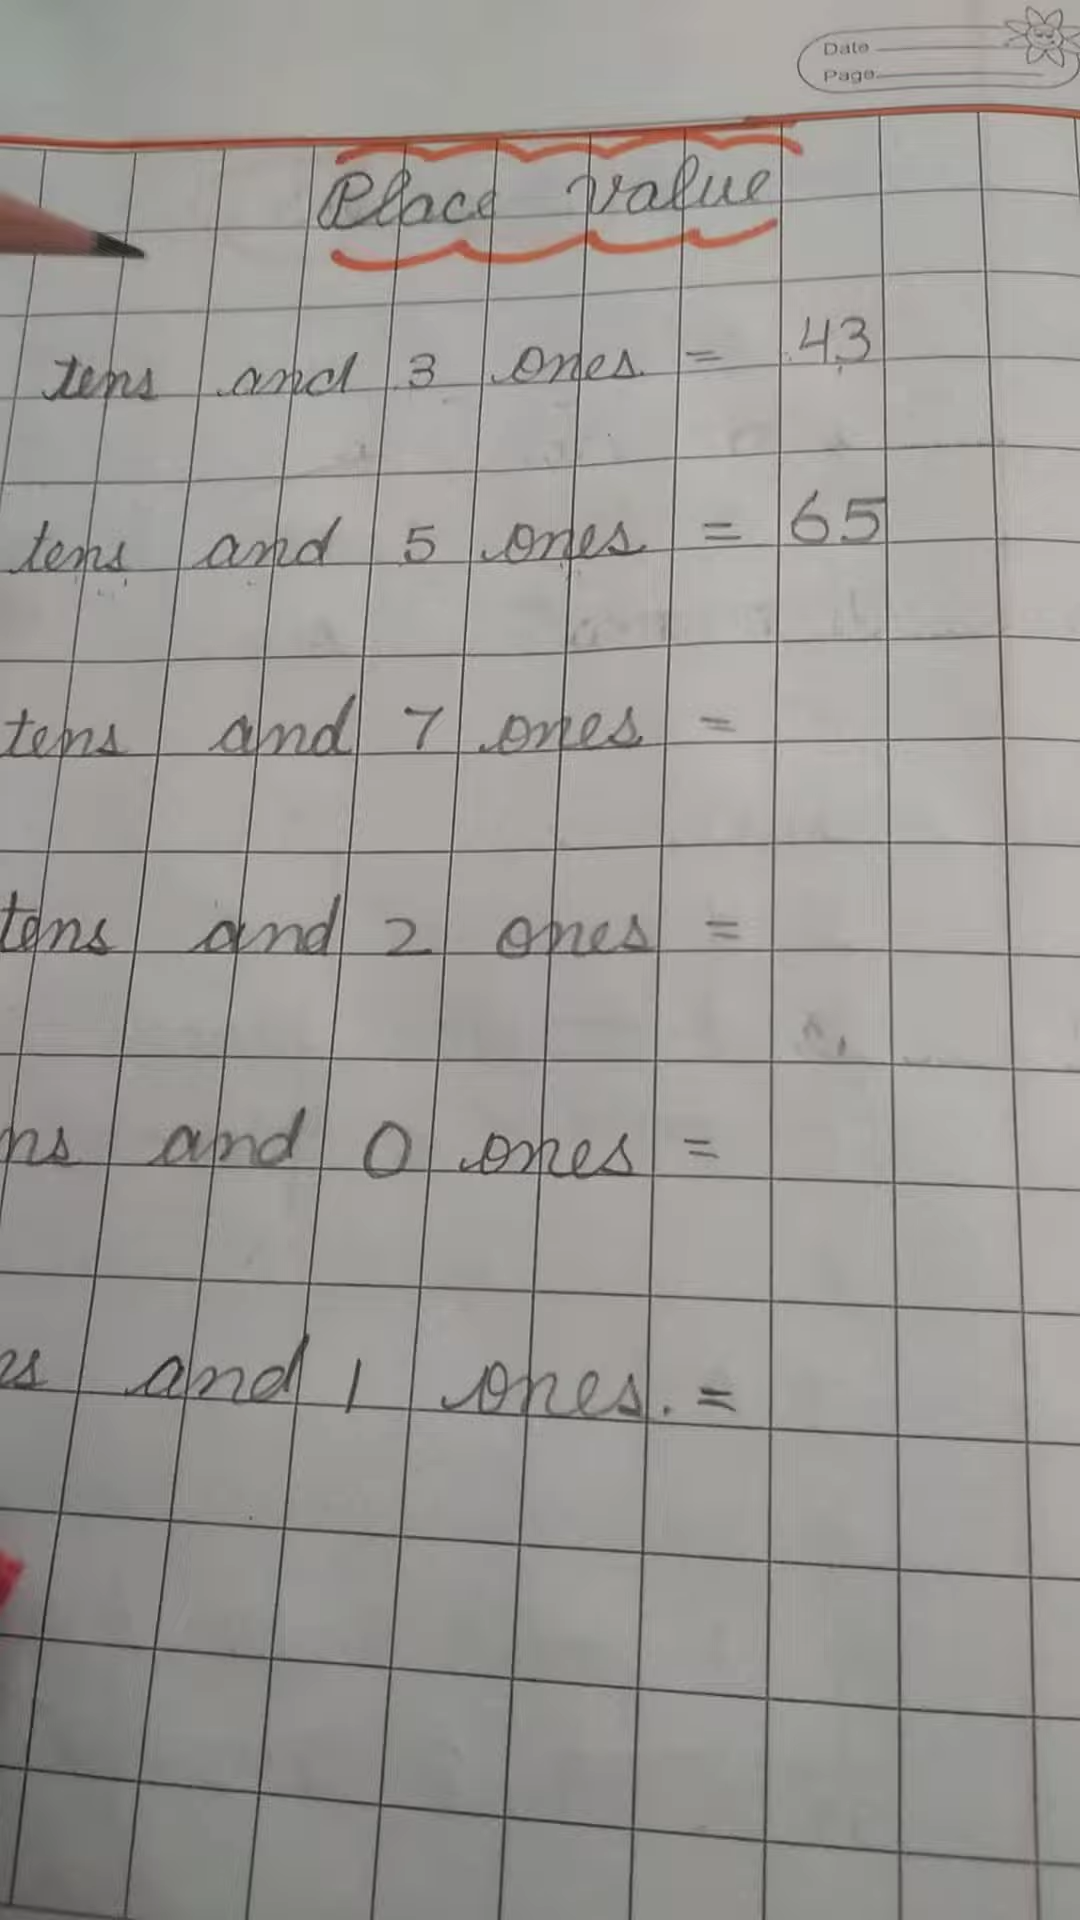 Date
Page
Place value
tens and 3 ones = 43
tens and 5 ones = 65
tens and 7 ones =
tens and 2 ones =
ns and 0 ones =
s and 1 ones. =